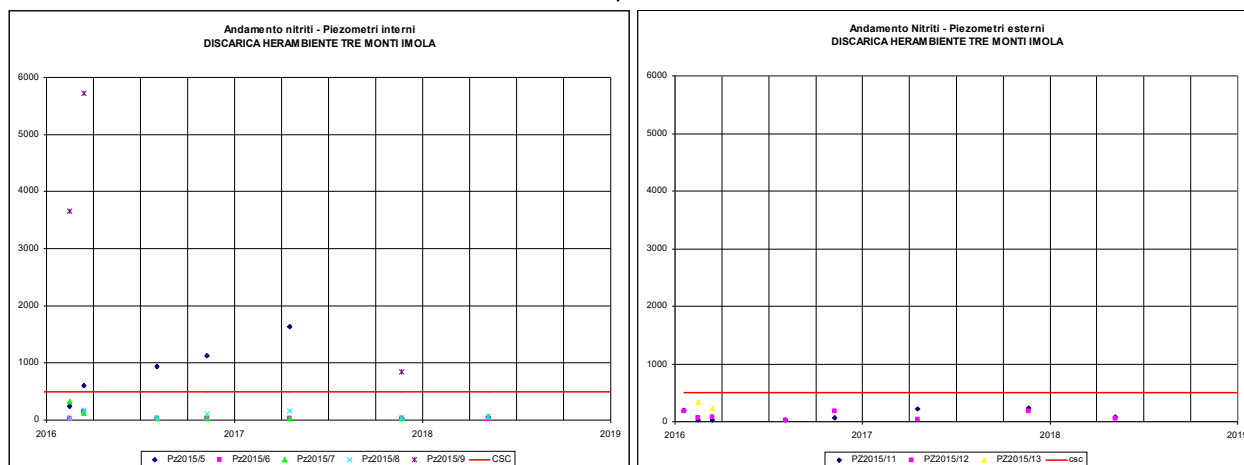 Andamento nitriti - Piezometri interni
DISCARICA HERAMBIENTE TRE MONTI IMOLA
6000
5000
4000
3000
2000
1000
0
2016 2017 2018 2019
Pz2015/5 Pz2015/6 Pz2015/7 Pz2015/8 Pz2015/9 CSC
Andamento Nitriti - Piezometri esterni
DISCARICA HERAMBIENTE TRE MONTI IMOLA
6000
5000
4000
3000
2000
1000
0
2016 2017 2018 2019
PZ2015/11 PZ2015/12 PZ2015/13 csc